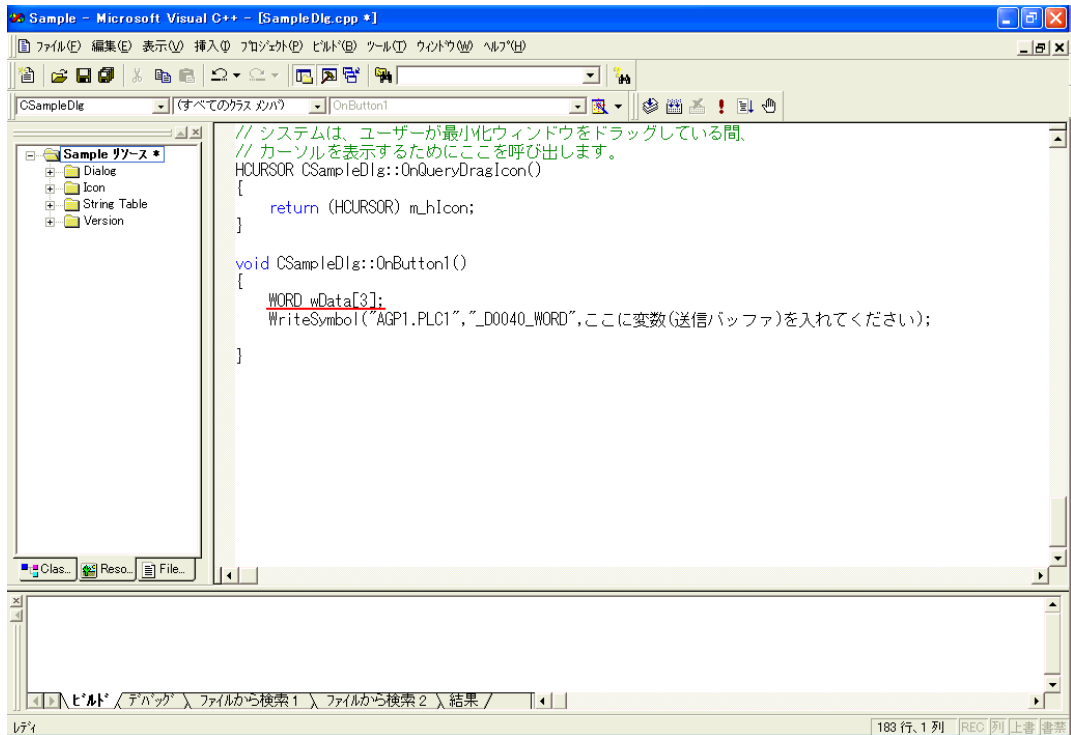 Sample - Microsoft Visual C++ - [SampleDlg.cpp *]
ファイル(F) 編集(E) 表示(V) 挿入(I) プロジェクト(P) ビルド(B) ツール(T) ウィンドウ(W) ヘルプ(H)
CSampleDlg (すべてのクラス メンバ) OnButton1
Sample リソース *
Dialog
Icon
String Table
Version
Clas... Reso... File...
// システムは、ユーザーが最小化ウィンドウをドラッグしている間、
// カーソルを表示するためにここを呼び出します。
HCURSOR CSampleDlg::OnQueryDragIcon()
{
return (HCURSOR) m_hIcon;
}
void CSampleDlg::OnButton1()
{
WORD wData[3];
WriteSymbol("AGP1.PLC1","_D0040_WORD",ここに変数(送信バッファ)を入れてください);
}
ビルド デバッグ ファイルから検索1 ファイルから検索2 結果
レディ 183 行、1 列 REC 列 上書 書禁